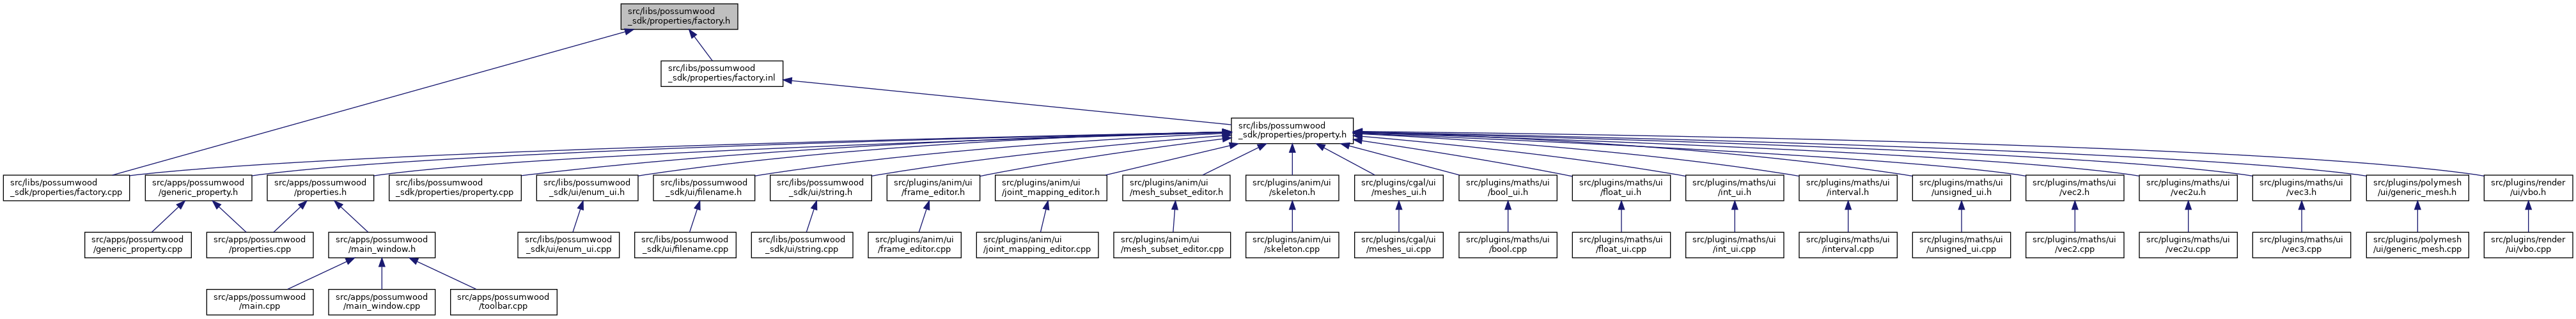 src/libs/possumwood
_sdk/properties/factory.h
src/libs/possumwood
_sdk/properties/factory.inl
src/libs/possumwood
_sdk/properties/property.h
src/libs/possumwood
_sdk/properties/factory.cpp
src/apps/possumwood
/generic_property.h
src/apps/possumwood
/properties.h
src/libs/possumwood
_sdk/properties/property.cpp
src/libs/possumwood
_sdk/ui/enum_ui.h
src/libs/possumwood
_sdk/ui/filename.h
src/libs/possumwood
_sdk/ui/string.h
src/plugins/anim/ui
/frame_editor.h
src/plugins/anim/ui
/joint_mapping_editor.h
src/plugins/anim/ui
/mesh_subset_editor.h
src/plugins/anim/ui
/skeleton.h
src/plugins/cgal/ui
/meshes_ui.h
src/plugins/maths/ui
/bool_ui.h
src/plugins/maths/ui
/float_ui.h
src/plugins/maths/ui
/int_ui.h
src/plugins/maths/ui
/interval.h
src/plugins/maths/ui
/unsigned_ui.h
src/plugins/maths/ui
/vec2.h
src/plugins/maths/ui
/vec2u.h
src/plugins/maths/ui
/vec3.h
src/plugins/polymesh
/ui/generic_mesh.h
src/plugins/render
/ui/vbo.h
src/apps/possumwood
/generic_property.cpp
src/apps/possumwood
/properties.cpp
src/apps/possumwood
/main_window.h
src/libs/possumwood
_sdk/ui/enum_ui.cpp
src/libs/possumwood
_sdk/ui/filename.cpp
src/libs/possumwood
_sdk/ui/string.cpp
src/plugins/anim/ui
/frame_editor.cpp
src/plugins/anim/ui
/joint_mapping_editor.cpp
src/plugins/anim/ui
/mesh_subset_editor.cpp
src/plugins/anim/ui
/skeleton.cpp
src/plugins/cgal/ui
/meshes_ui.cpp
src/plugins/maths/ui
/bool.cpp
src/plugins/maths/ui
/float_ui.cpp
src/plugins/maths/ui
/int_ui.cpp
src/plugins/maths/ui
/interval.cpp
src/plugins/maths/ui
/unsigned_ui.cpp
src/plugins/maths/ui
/vec2.cpp
src/plugins/maths/ui
/vec2u.cpp
src/plugins/maths/ui
/vec3.cpp
src/plugins/polymesh
/ui/generic_mesh.cpp
src/plugins/render
/ui/vbo.cpp
src/apps/possumwood
/main.cpp
src/apps/possumwood
/main_window.cpp
src/apps/possumwood
/toolbar.cpp